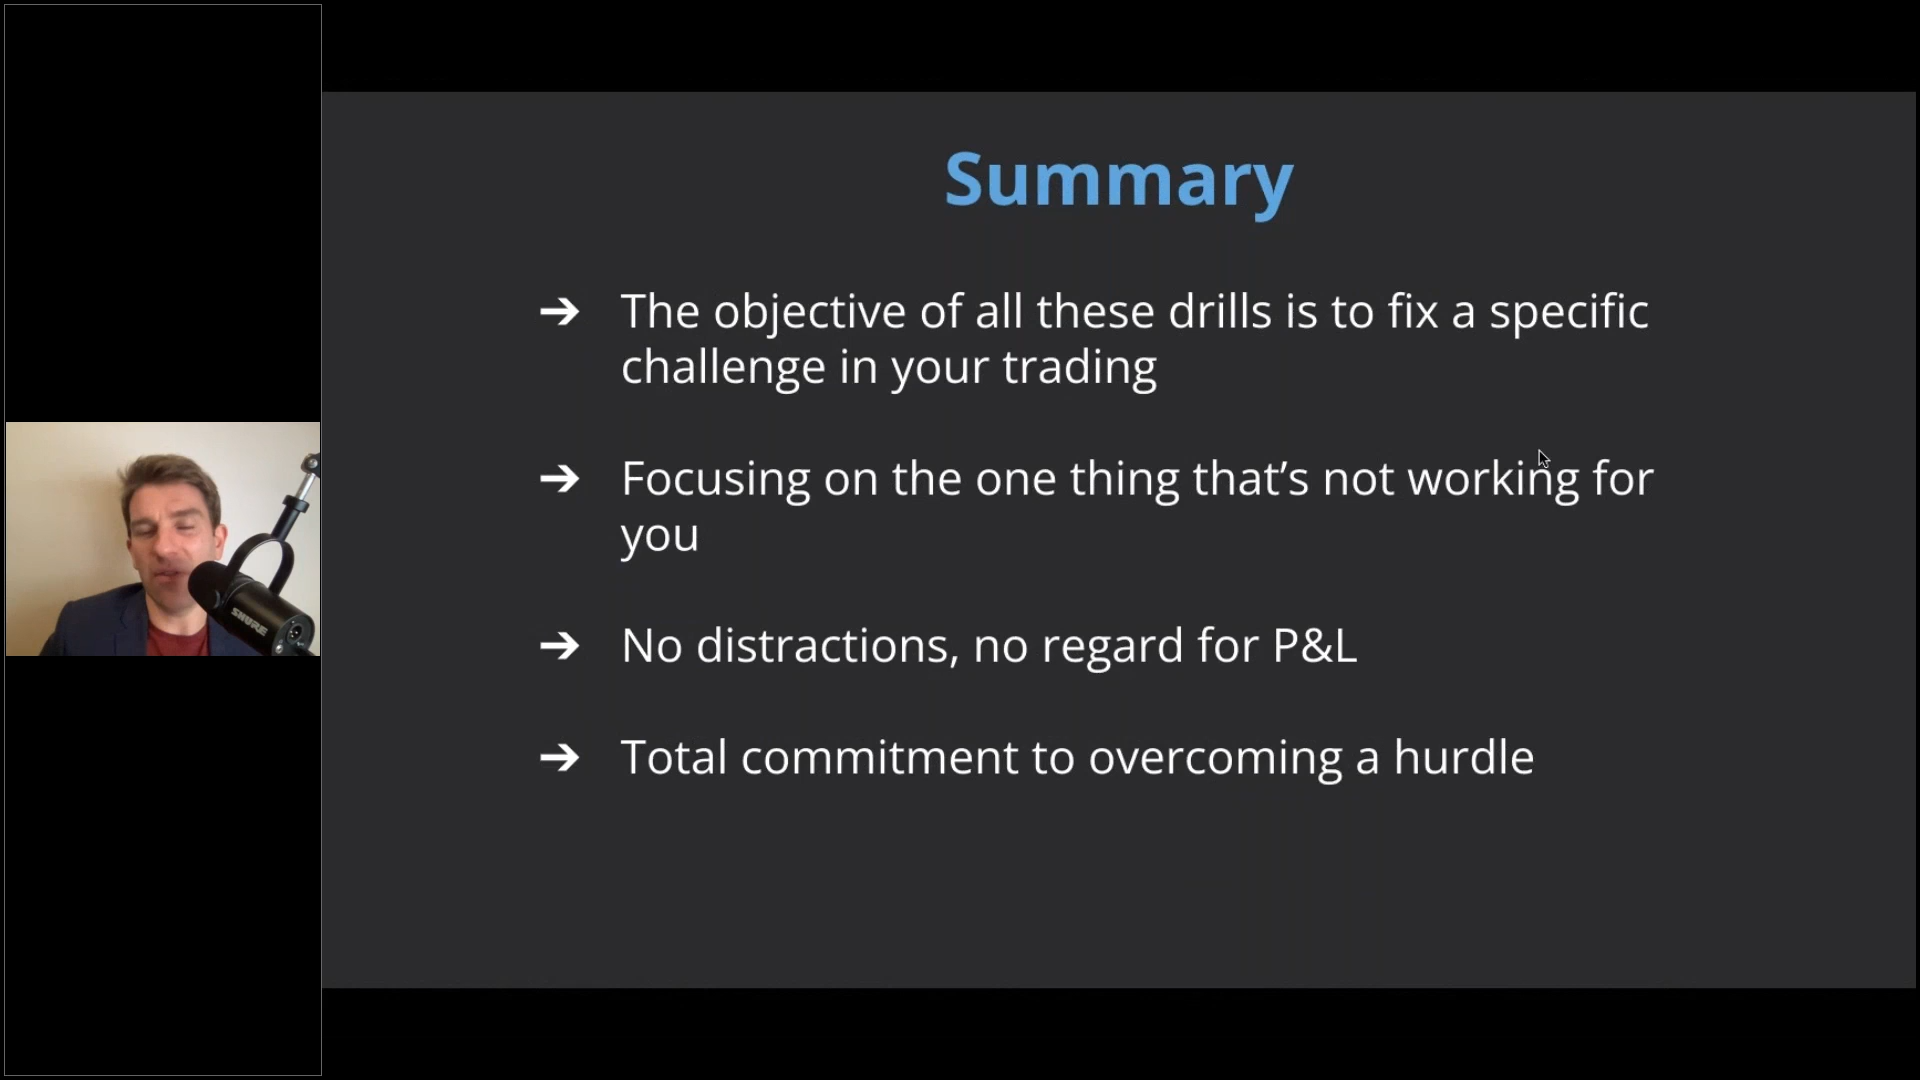 Summary
➔ The objective of all these drills is to fix a specific
challenge in your trading
➔ Focusing on the one thing that’s not working for
you
➔ No distractions, no regard for P&L
➔ Total commitment to overcoming a hurdle
SHURE